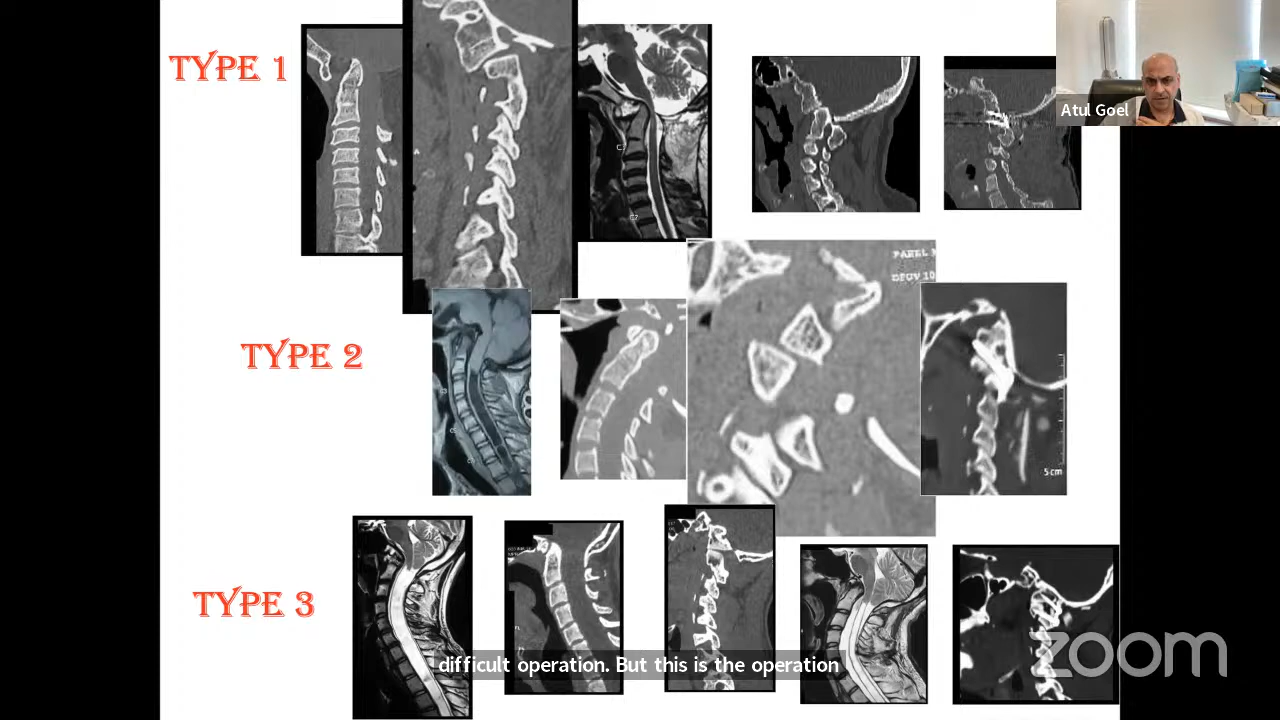 TYPE 1
Atul Goel
TYPE 2
5cm
TYPE 3
difficult operation. But this is the operation
zoom